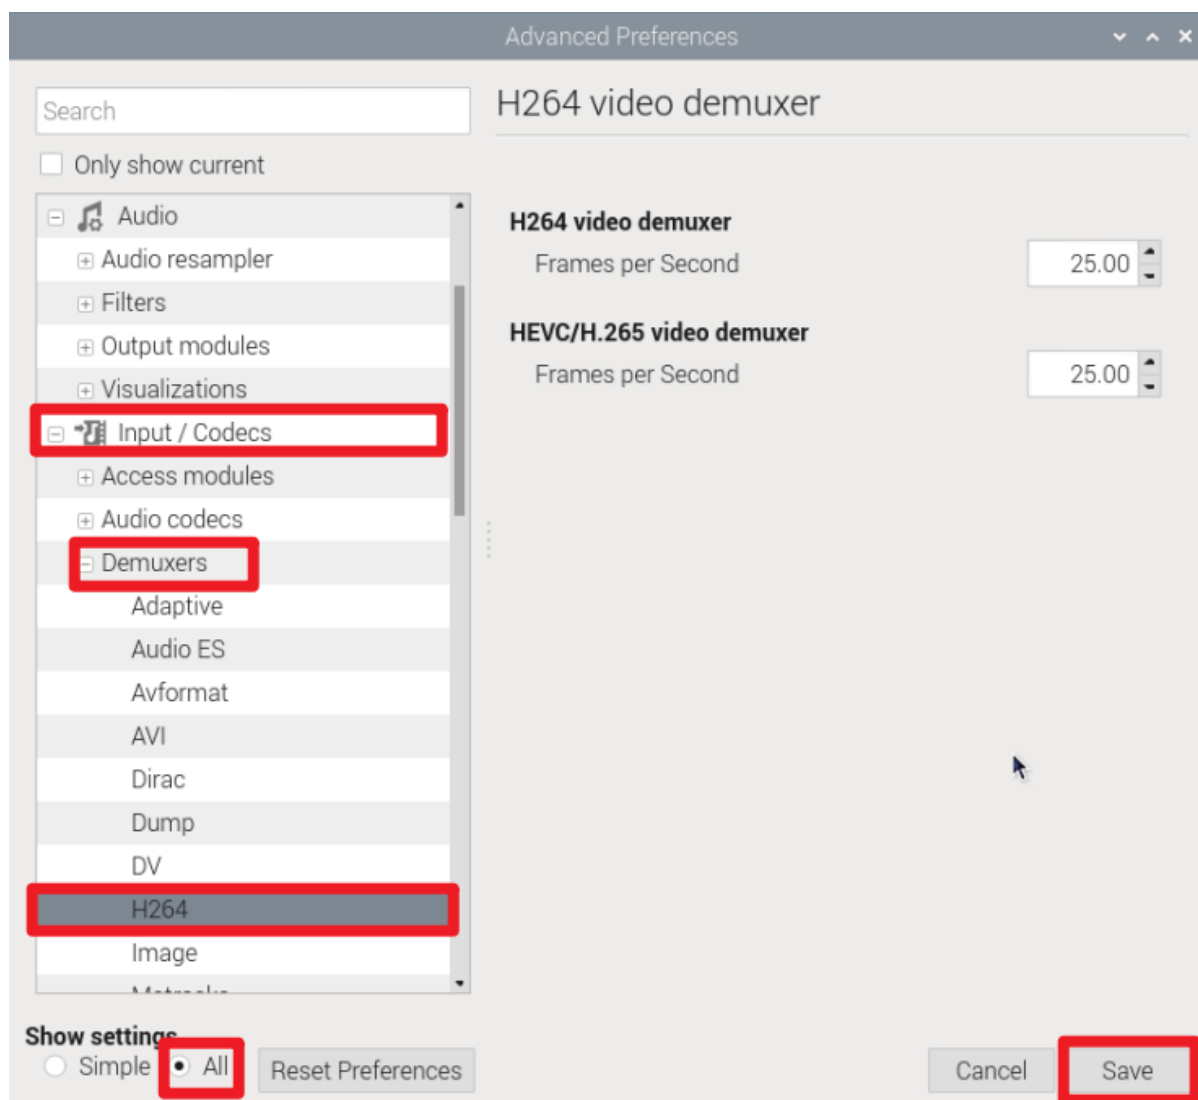 Advanced Preferences
Search
Only show current
Audio
Audio resampler
Filters
Output modules
Visualizations
Input / Codecs
Access modules
Audio codecs
Demuxers
Adaptive
Audio ES
Avformat
AVI
Dirac
Dump
DV
H264
Image
H264 video demuxer
H264 video demuxer
Frames per Second 25.00
HEVC/H.265 video demuxer
Frames per Second 25.00
Show settings
Simple All Reset Preferences Cancel Save